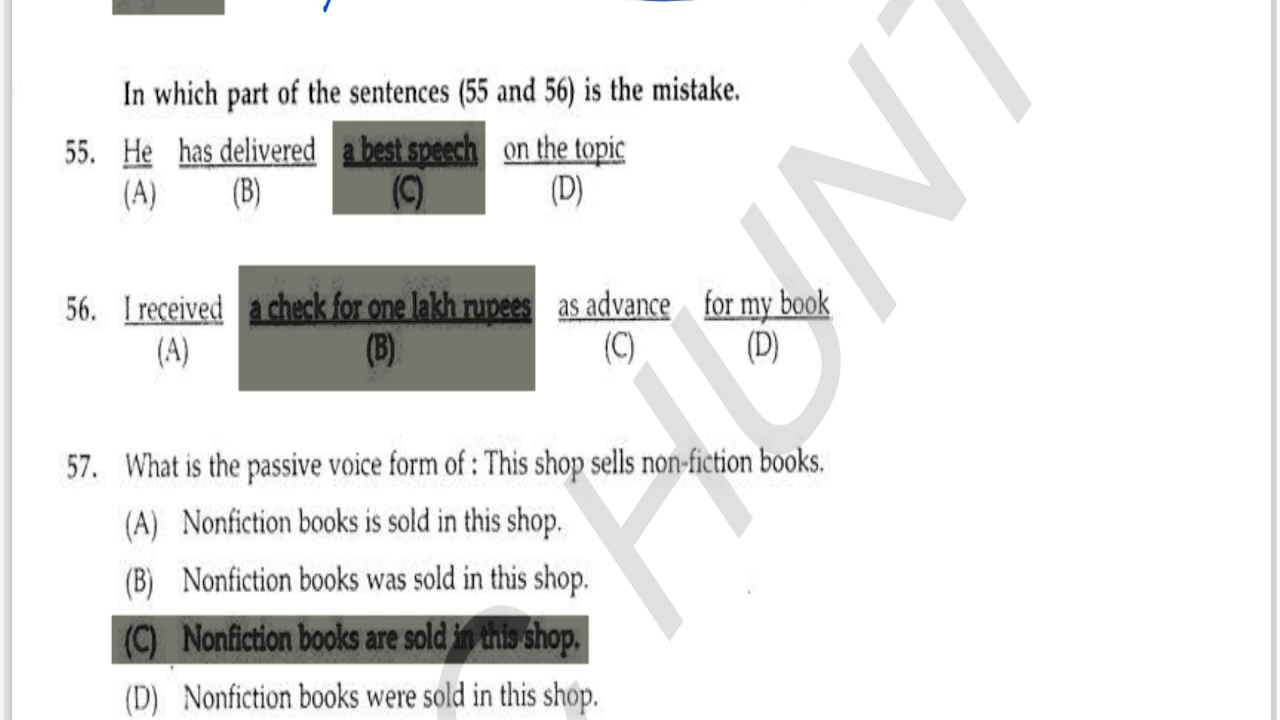 In which part of the sentences (55 and 56) is the mistake.
55. He has delivered a best speech on the topic
(A) (B) (C) (D)
56. I received a check for one lakh rupees as advance for my book
(A) (B) (C) (D)
57. What is the passive voice form of : This shop sells non-fiction books.
(A) Nonfiction books is sold in this shop.
(B) Nonfiction books was sold in this shop.
(C) Nonfiction books are sold in this shop.
(D) Nonfiction books were sold in this shop.
C HUNT